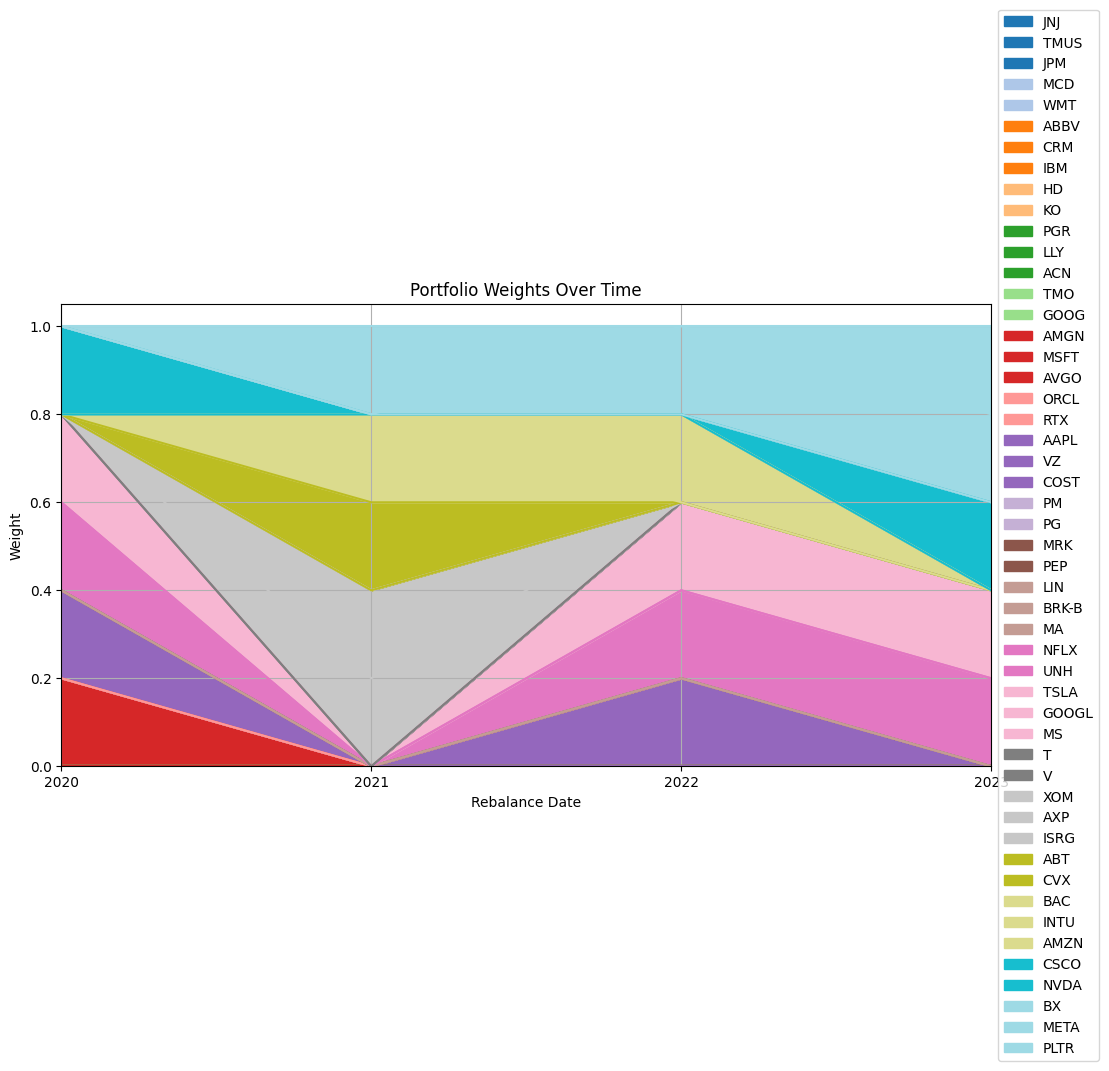 Portfolio Weights Over Time
1.0
0.8
0.6
0.4
0.2
0.0
Weight
2020
2021
2022
2023
Rebalance Date
JNJ
TMUS
JPM
MCD
WMT
ABBV
CRM
IBM
HD
KO
PGR
LLY
ACN
TMO
GOOG
AMGN
MSFT
AVGO
ORCL
RTX
AAPL
VZ
COST
PM
PG
MRK
PEP
LIN
BRK-B
MA
NFLX
UNH
TSLA
GOOGL
MS
T
V
XOM
AXP
ISRG
ABT
CVX
BAC
INTU
AMZN
CSCO
NVDA
BX
META
PLTR